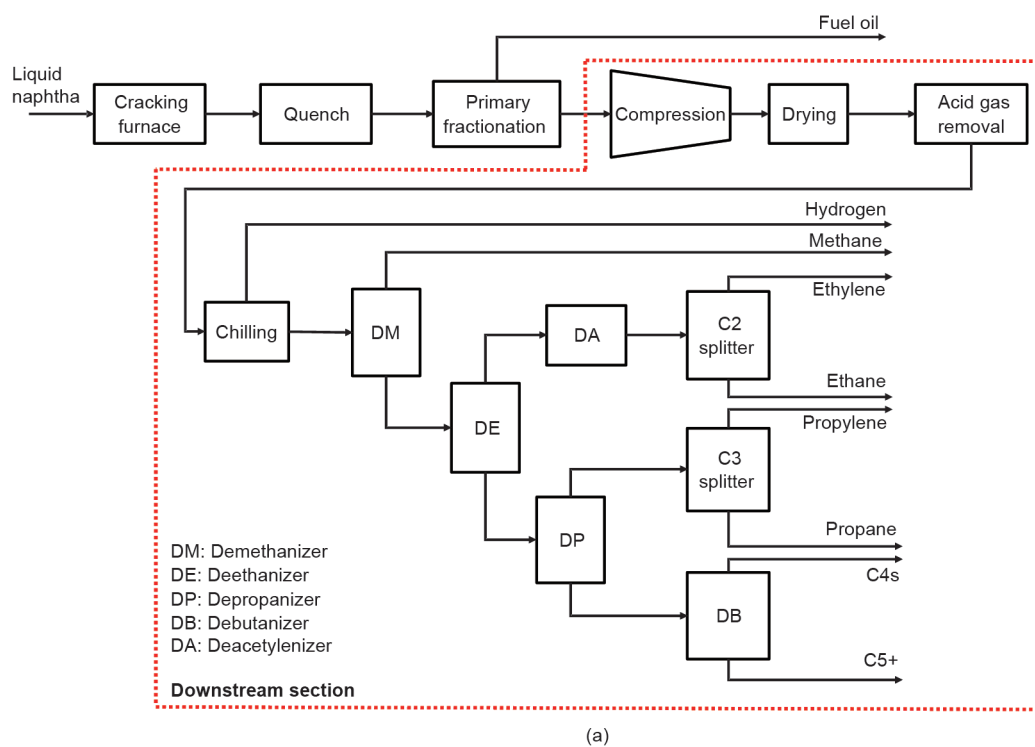 Fuel oil
Liquid
naphtha
Cracking
furnace
Quench
Primary
fractionation
Compression
Drying
Acid gas
removal
Hydrogen
Methane
Ethylene
Chilling
DM
DA
C2
splitter
Ethane
Propylene
DE
C3
splitter
Propane
DP
C4s
DB
C5+
DM: Demethanizer
DE: Deethanizer
DP: Depropanizer
DB: Debutanizer
DA: Deacetylenizer
Downstream section
(a)